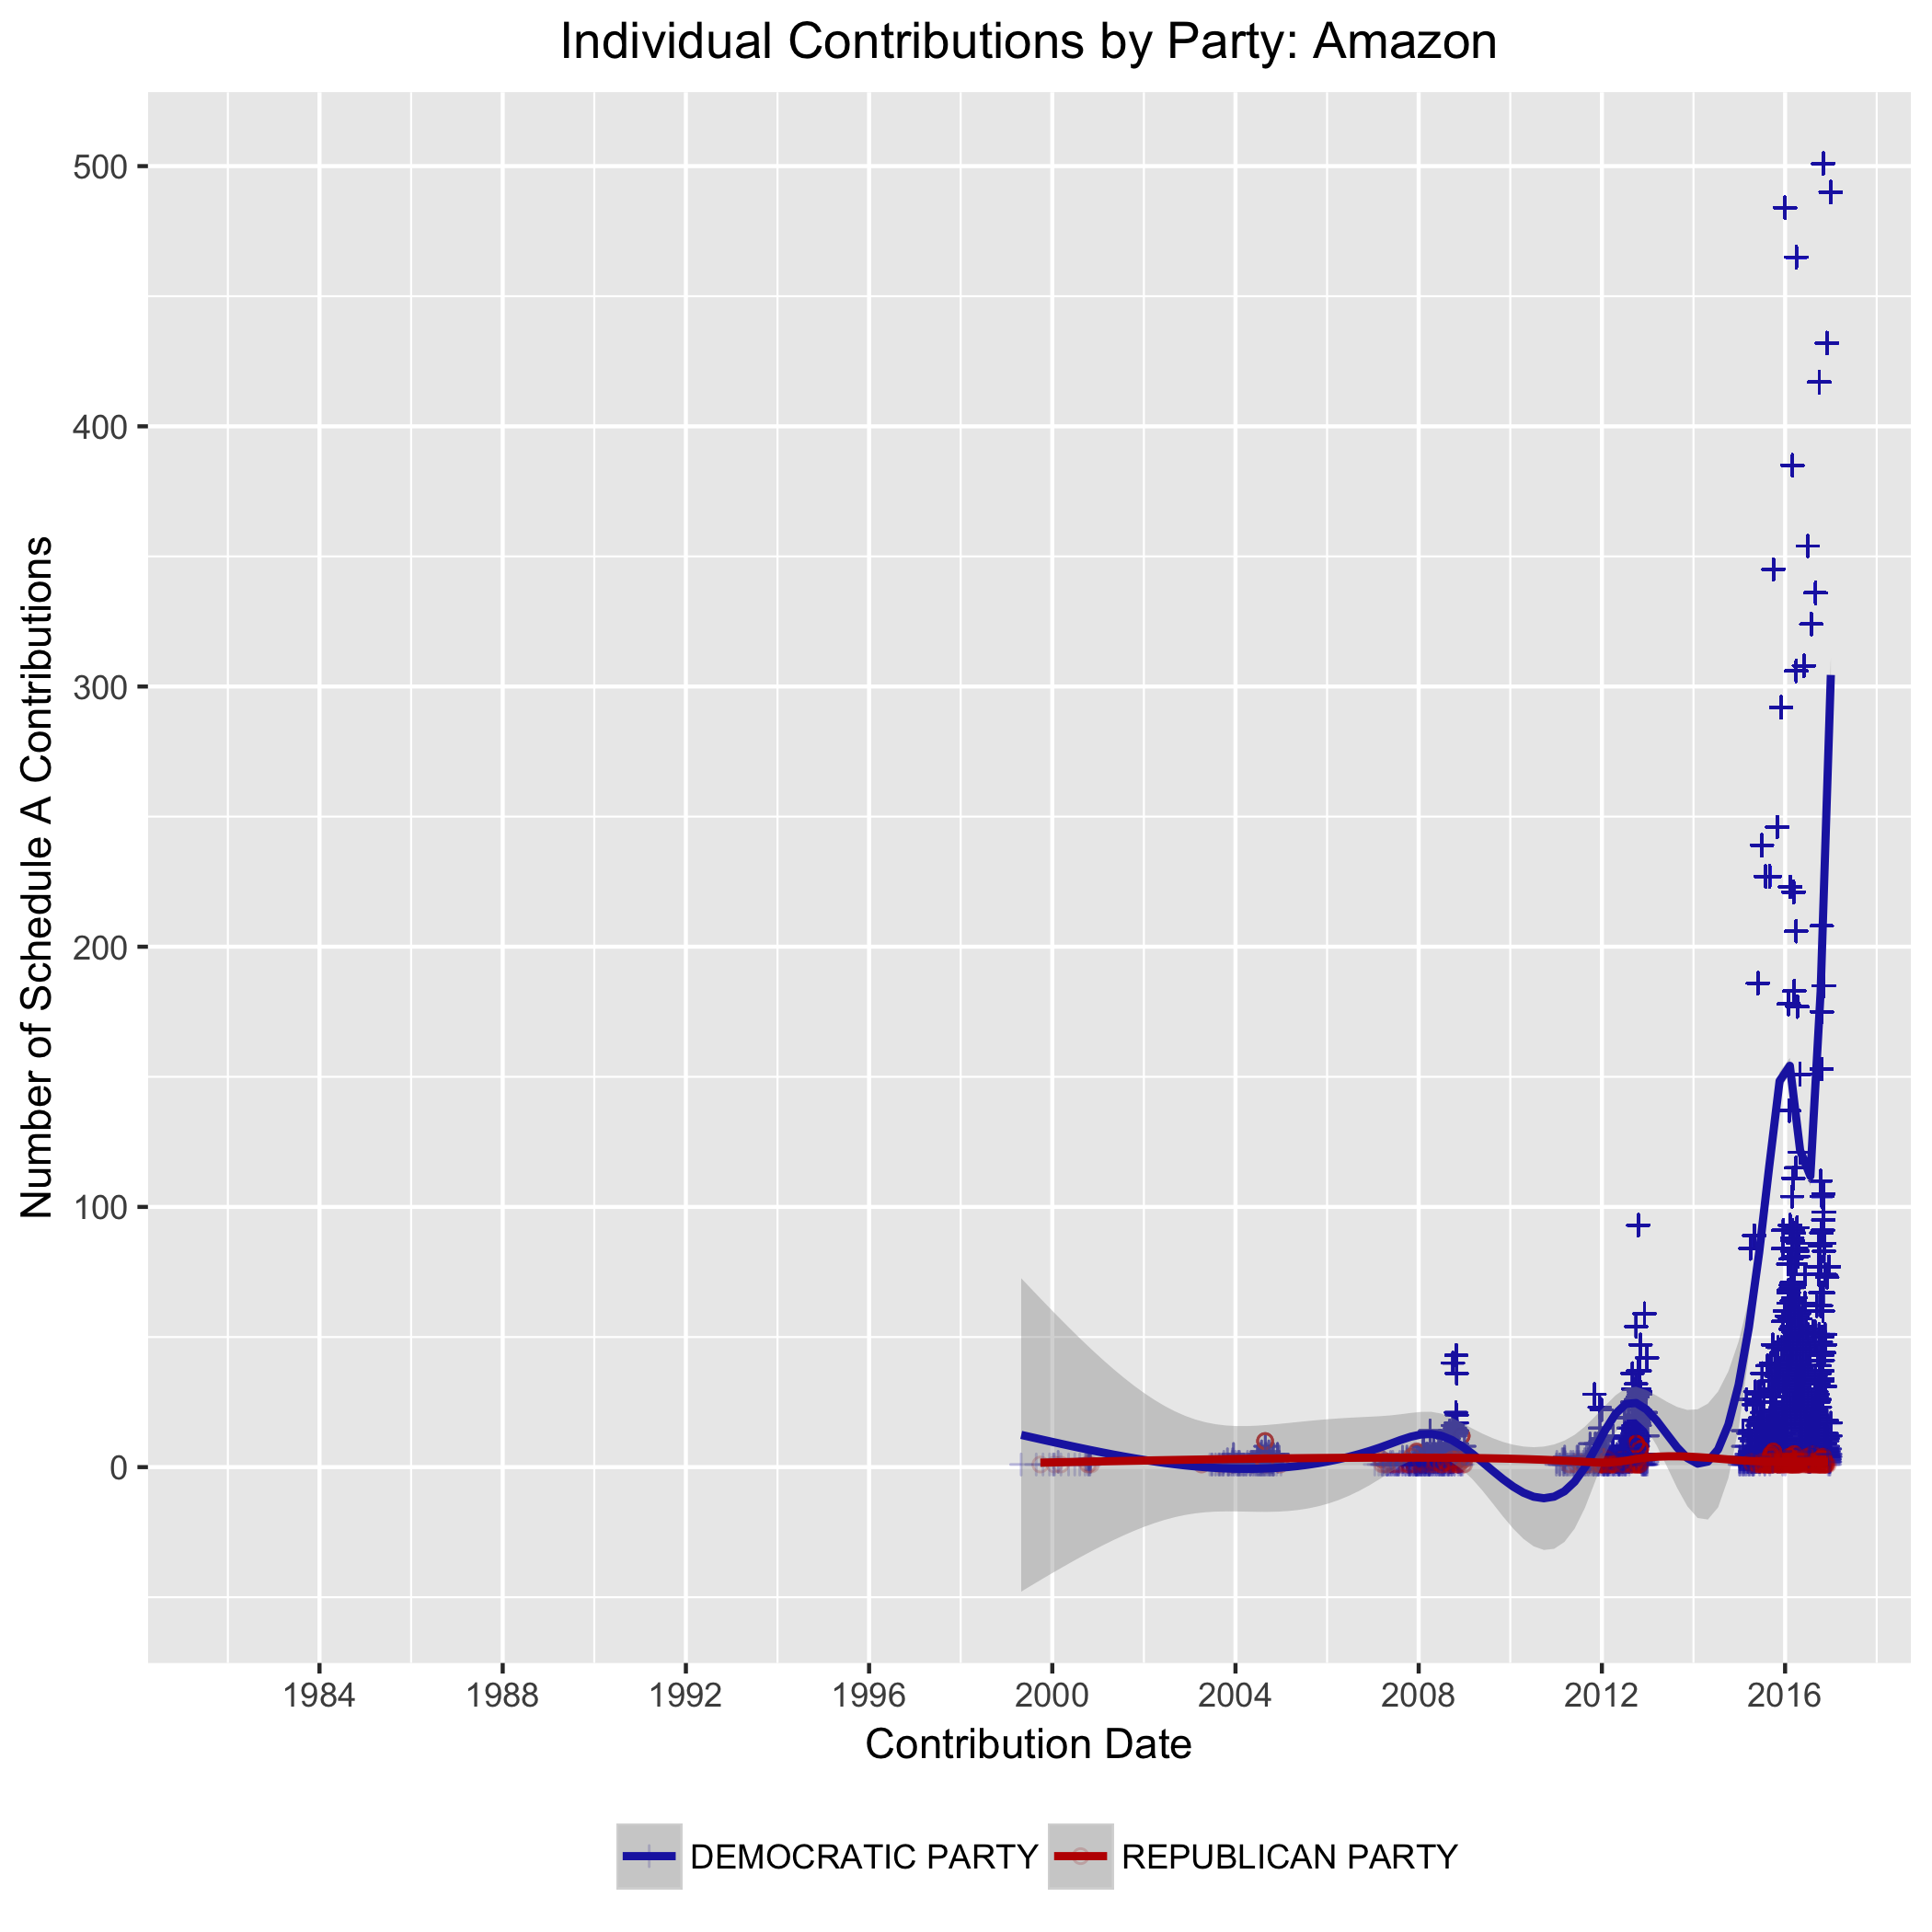 Individual Contributions by Party: Amazon
Number of Schedule A Contributions
500
400
300
200
100
0
1984 1988 1992 1996 2000 2004 2008 2012 2016
Contribution Date
DEMOCRATIC PARTY REPUBLICAN PARTY